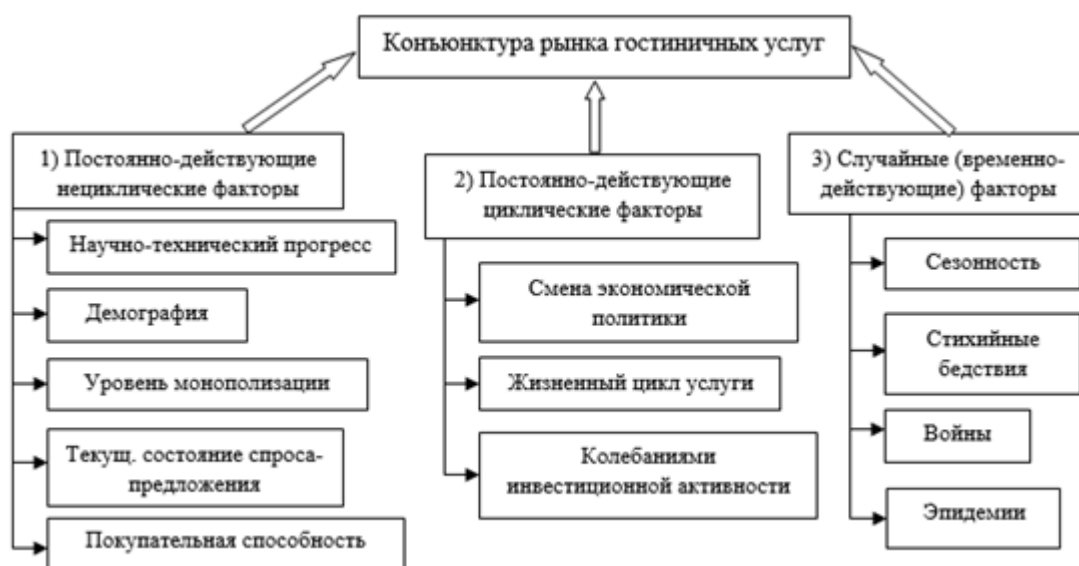 Конъюнктура рынка гостиничных услуг
1) Постоянно-действующие
нециклические факторы
Научно-технический прогресс
Демография
Уровень монополизации
Текущ. состояние спроса-
предложения
Покупательная способность
2) Постоянно-действующие
циклические факторы
Смена экономической
политики
Жизненный цикл услуги
Колебаниями
инвестиционной активности
3) Случайные (временно-
действующие) факторы
Сезонность
Стихийные
бедствия
Войны
Эпидемии